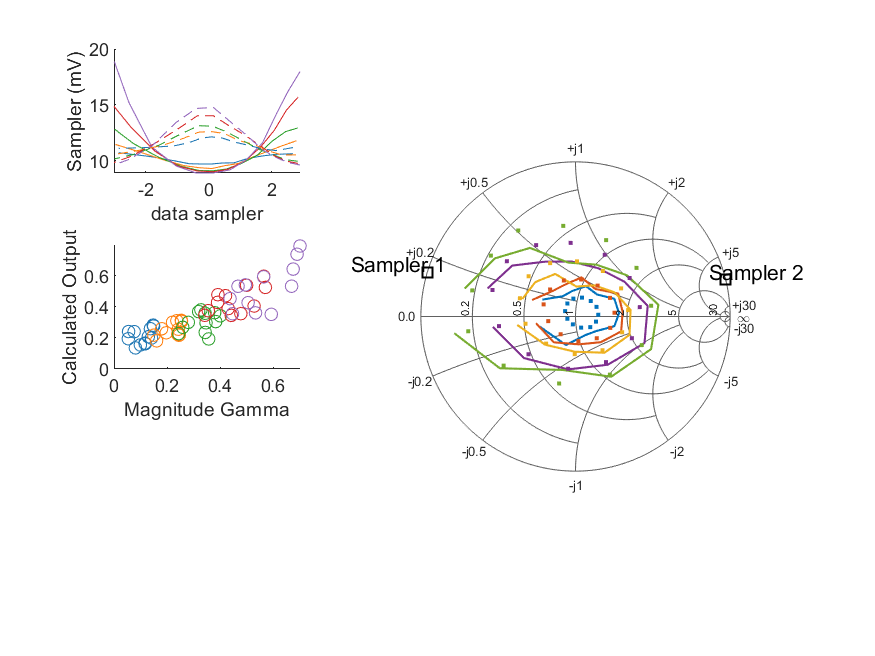 20
15
10
Sampler (mV)
-2 0 2
data sampler
0.6
0.4
0.2
0
Calculated Output
0 0.2 0.4 0.6
Magnitude Gamma
+j1
+j0.5
+j2
+j0.2
+j5
Sampler 1
Sampler 2
+j30
0.0
0.2
0.5
1
2
5
30
∞
-j30
-j0.2
-j5
-j0.5
-j2
-j1